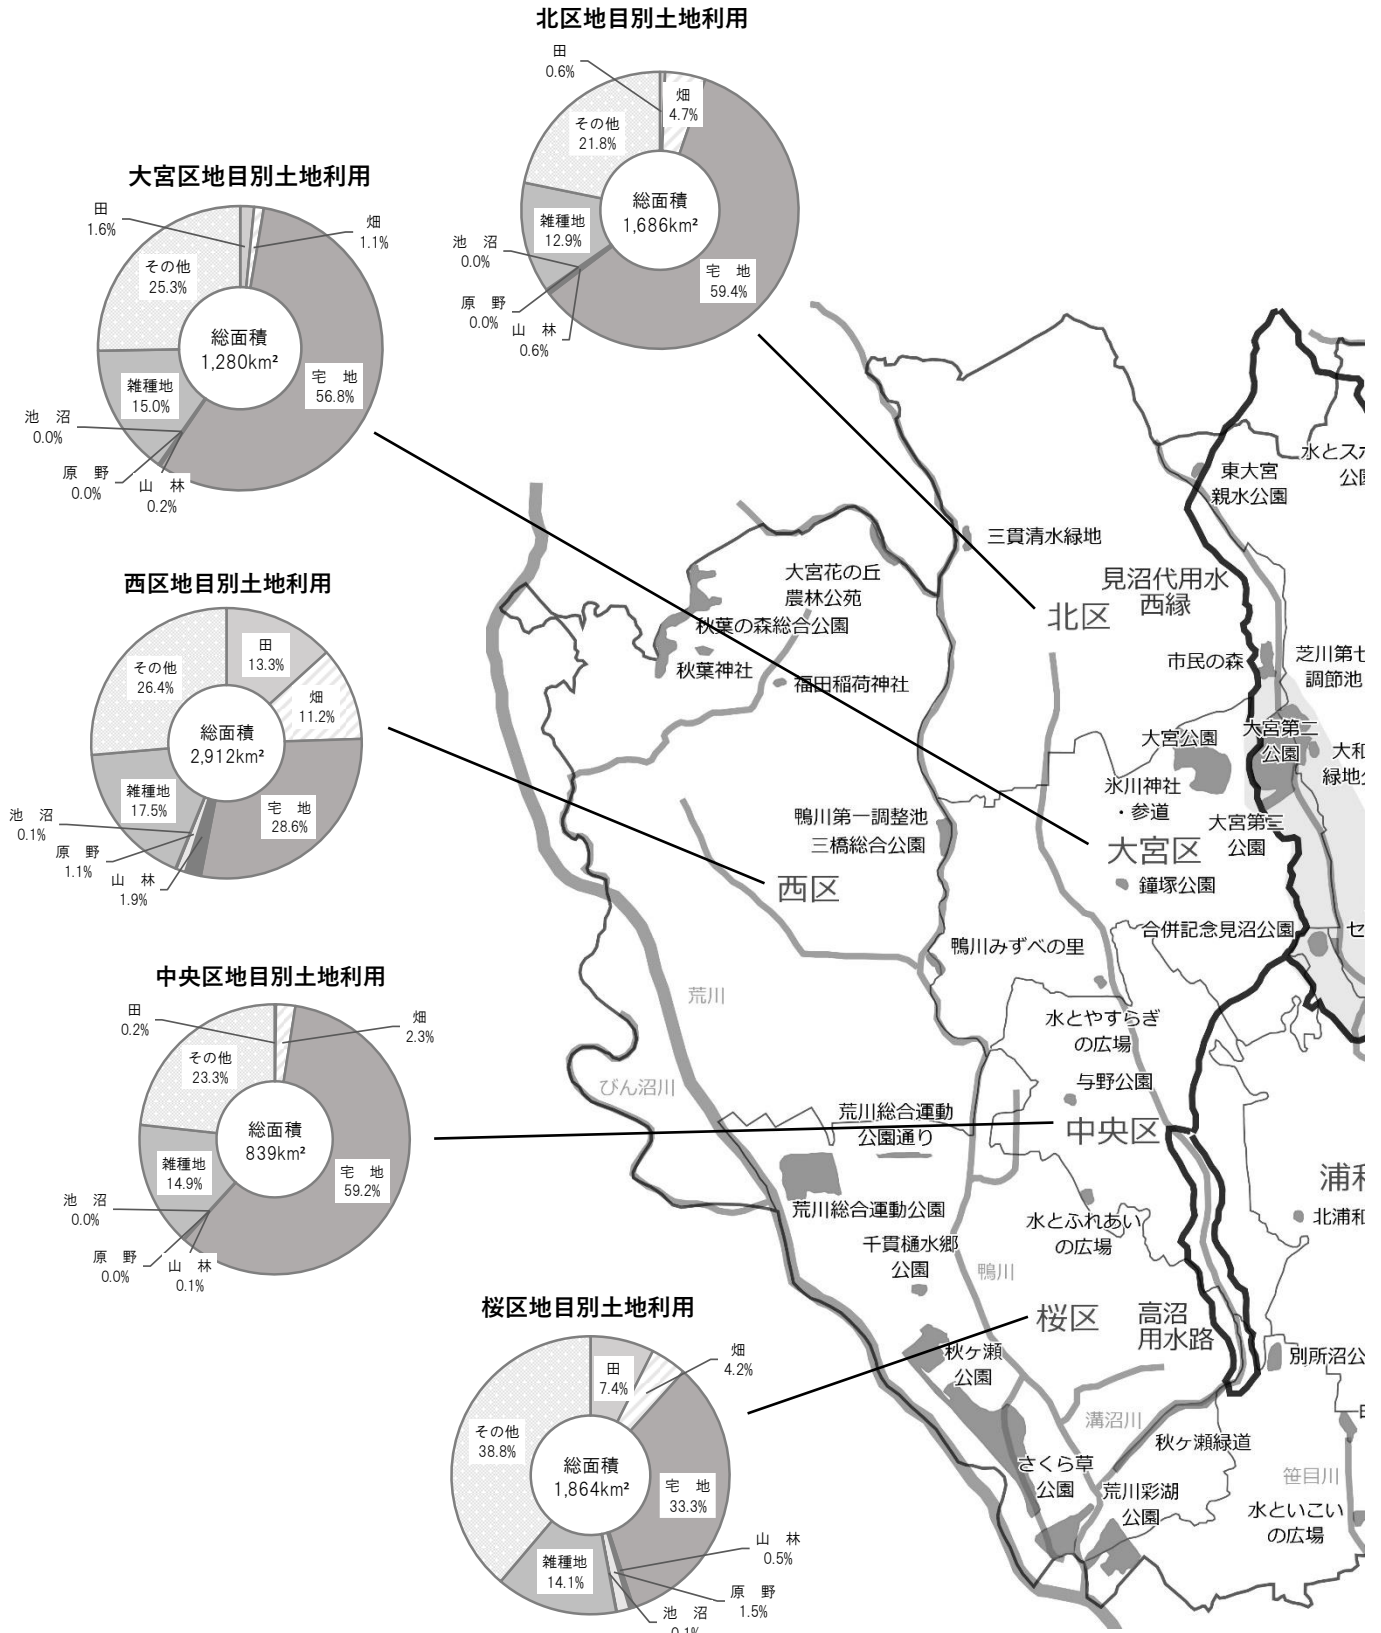 北区地目別土地利用
田
0.6%
畑
4.7%
その他
21.8%
総面積
1,686km²
雑種地
12.9%
宅　地
59.4%
池　沼
0.0%
原　野
0.0%
山　林
0.6%
大宮区地目別土地利用
田
1.6%
畑
1.1%
その他
25.3%
総面積
1,280km²
宅　地
56.8%
雑種地
15.0%
池　沼
0.0%
原　野
0.0%
山　林
0.2%
西区地目別土地利用
田
13.3%
畑
11.2%
その他
26.4%
総面積
2,912km²
雑種地
17.5%
宅　地
28.6%
池　沼
0.1%
原　野
1.1%
山　林
1.9%
中央区地目別土地利用
田
0.2%
畑
2.3%
その他
23.3%
総面積
839km²
雑種地
14.9%
宅　地
59.2%
池　沼
0.0%
原　野
0.0%
山　林
0.1%
桜区地目別土地利用
田
7.4%
畑
4.2%
その他
38.8%
総面積
1,864km²
宅　地
33.3%
雑種地
14.1%
山　林
0.5%
原　野
1.5%
池　沼
0.1%
水とスポ
公園
東大宮
親水公園
三貫清水緑地
見沼代用水
西縁
北区
大宮花の丘
農林公苑
秋葉の森総合公園
秋葉神社
福田稲荷神社
市民の森
芝川第七
調節池
大宮公園
大宮第二
公園
大和
緑地公
氷川神社
・参道
大宮第三
公園
鴨川第一調整池
三橋総合公園
大宮区
西区
鐘塚公園
合併記念見沼公園
セ
鴨川みずべの里
荒川
水とやすらぎ
の広場
びん沼川
与野公園
荒川総合運動
公園通り
中央区
浦和
荒川総合運動公園
北浦和
水とふれあい
の広場
千貫樋水郷
公園
鴨川
桜区
高沼
用水路
秋ヶ瀬
公園
別所沼公
溝沼川
秋ヶ瀬緑道
さくら草
公園
荒川彩湖
公園
笹目川
水といこい
の広場